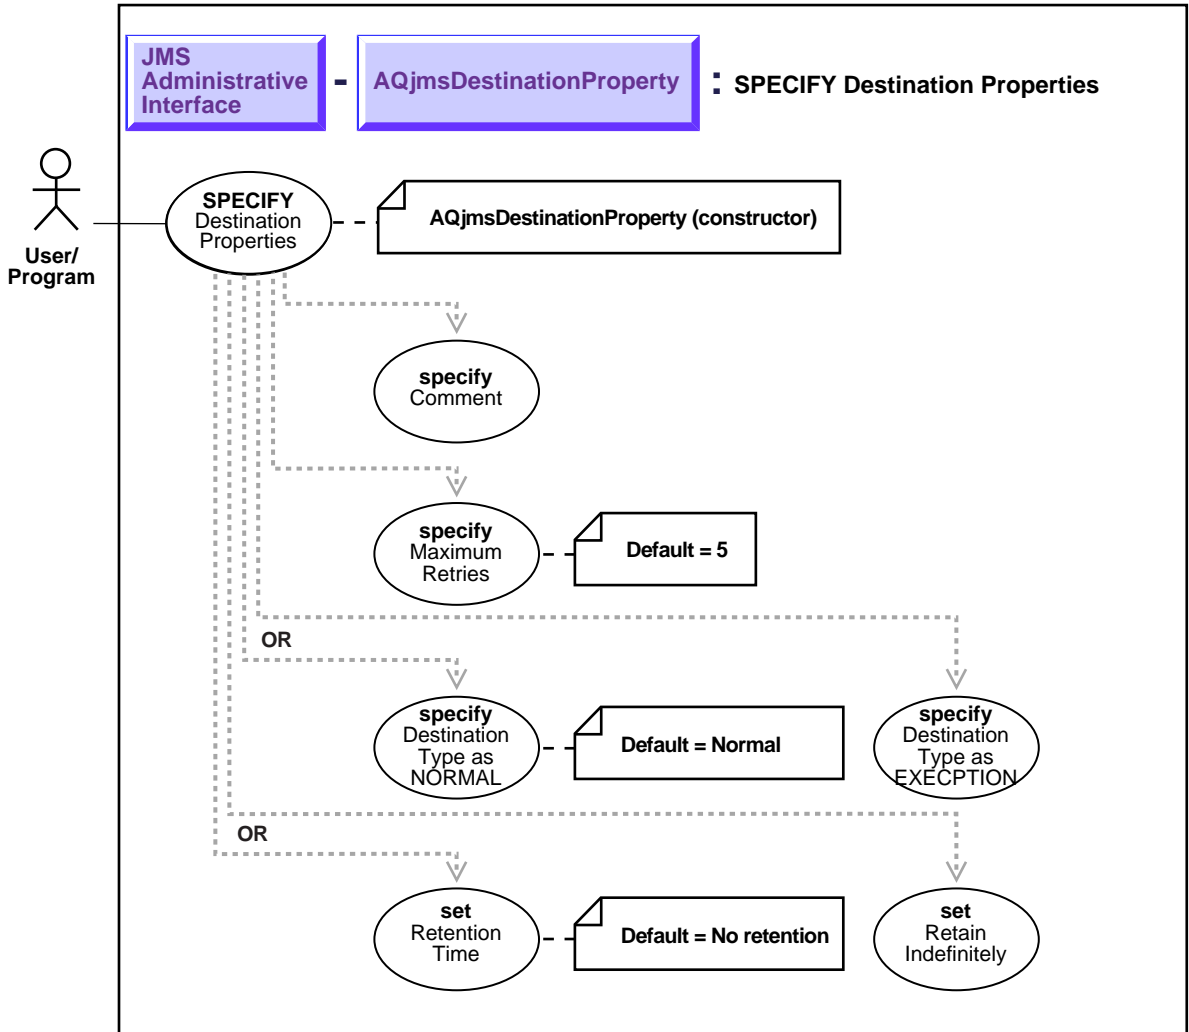 JMS
Administrative
Interface
-
AQjmsDestinationProperty
: SPECIFY Destination Properties
User/
Program
SPECIFY
Destination
Properties
AQjmsDestinationProperty (constructor)
specify
Comment
specify
Maximum
Retries
Default = 5
OR
specify
Destination
Type as
NORMAL
Default = Normal
specify
Destination
Type as
EXECPTION
OR
set
Retention
Time
Default = No retention
set
Retain
Indefinitely